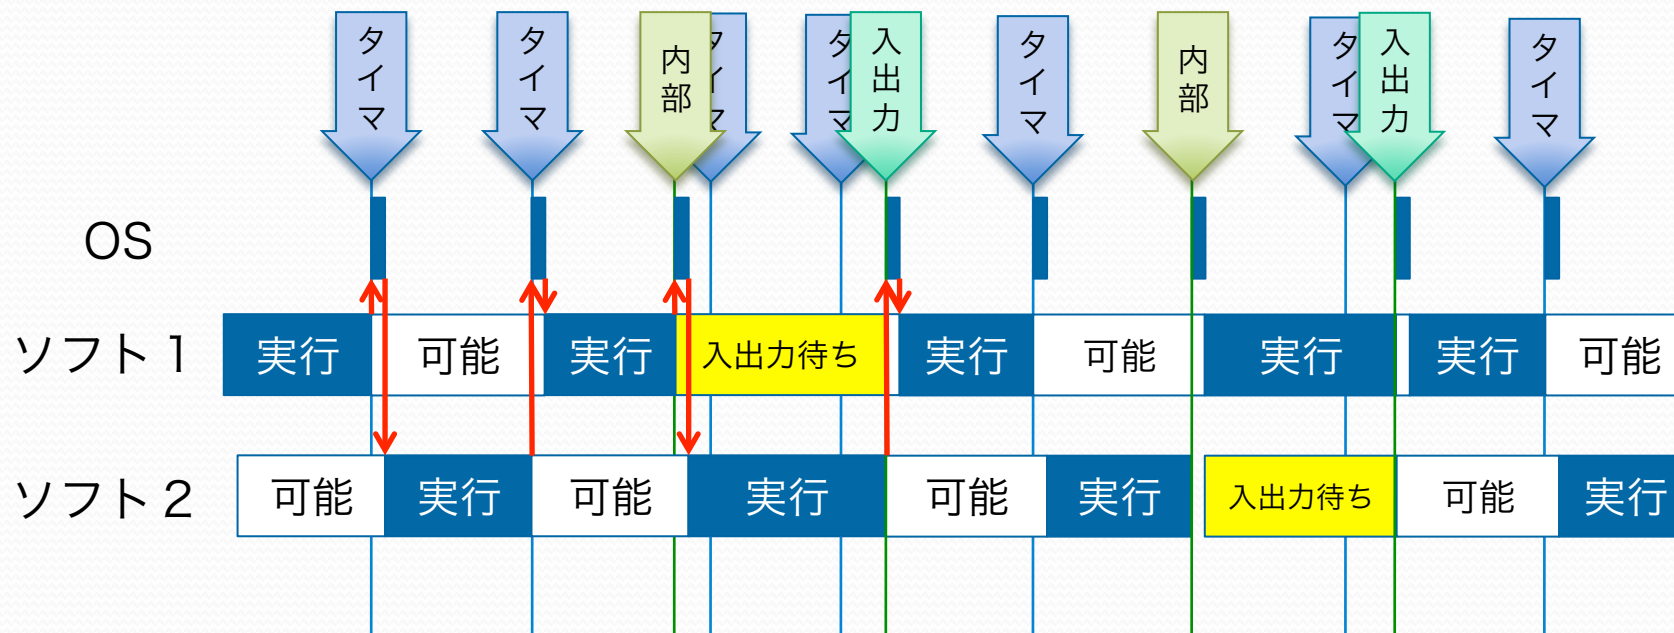 タイマ
タイマ
内部
タイマ
タイマ
入出力
タイマ
内部
タイマ
入出力
タイマ
OS
ソフト1 実行 可能 実行 入出力待ち 実行 可能 実行 実行 可能
ソフト2 可能 実行 可能 実行 可能 実行 入出力待ち 可能 実行